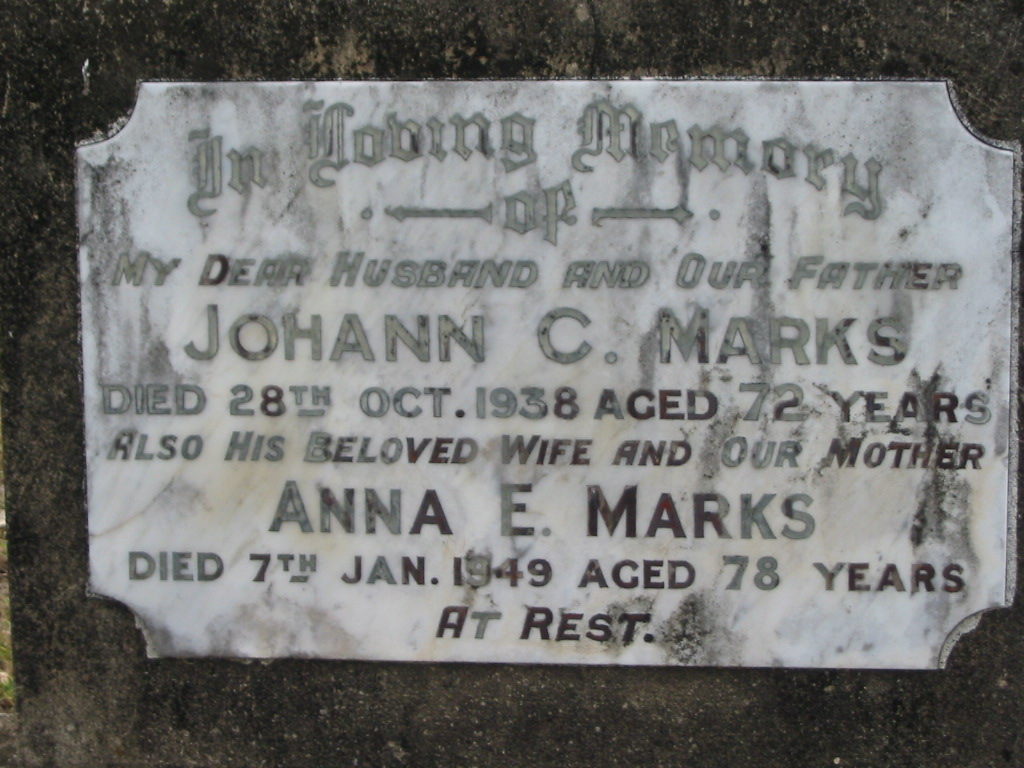 In Loving Memory
of
MY DEAR HUSBAND AND OUR FATHER
JOHANN C. MARKS
DIED 28TH OCT. 1938 AGED 72 YEARS
ALSO HIS BELOVED WIFE AND OUR MOTHER
ANNA E. MARKS
DIED 7TH JAN. 1949 AGED 78 YEARS
AT REST.